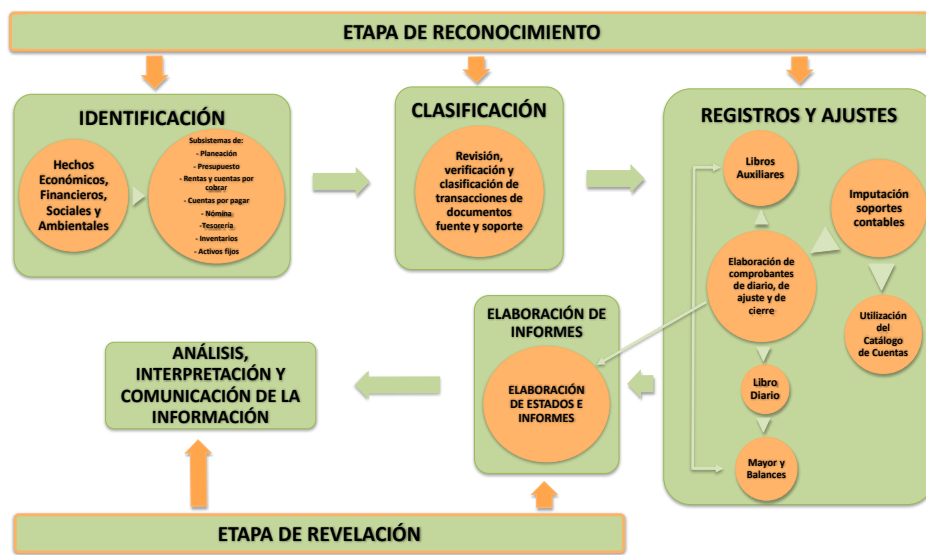 ETAPA DE RECONOCIMIENTO
IDENTIFICACIÓN
Hechos
Económicos,
Financieros,
Sociales y
Ambientales
Subsistemas de:
- Planeación
- Presupuesto
- Rentas y cuentas por
cobrar
- Cuentas por pagar
- Nómina
-Tesorería
- Inventarios
- Activos fijos
CLASIFICACIÓN
Revisión,
verificación y
clasificación de
transacciones de
documentos
fuente y soporte
REGISTROS Y AJUSTES
Libros
Auxiliares
Imputación
soportes
contables
Elaboración de
comprobantes
de diario, de
ajuste y de
cierre
Utilización
del
Catálogo
de Cuentas
Libro
Diario
Mayor y
Balances
ELABORACIÓN DE
INFORMES
ELABORACIÓN
DE ESTADOS E
INFORMES
ANÁLISIS,
INTERPRETACIÓN Y
COMUNICACIÓN DE LA
INFORMACIÓN
ETAPA DE REVELACIÓN